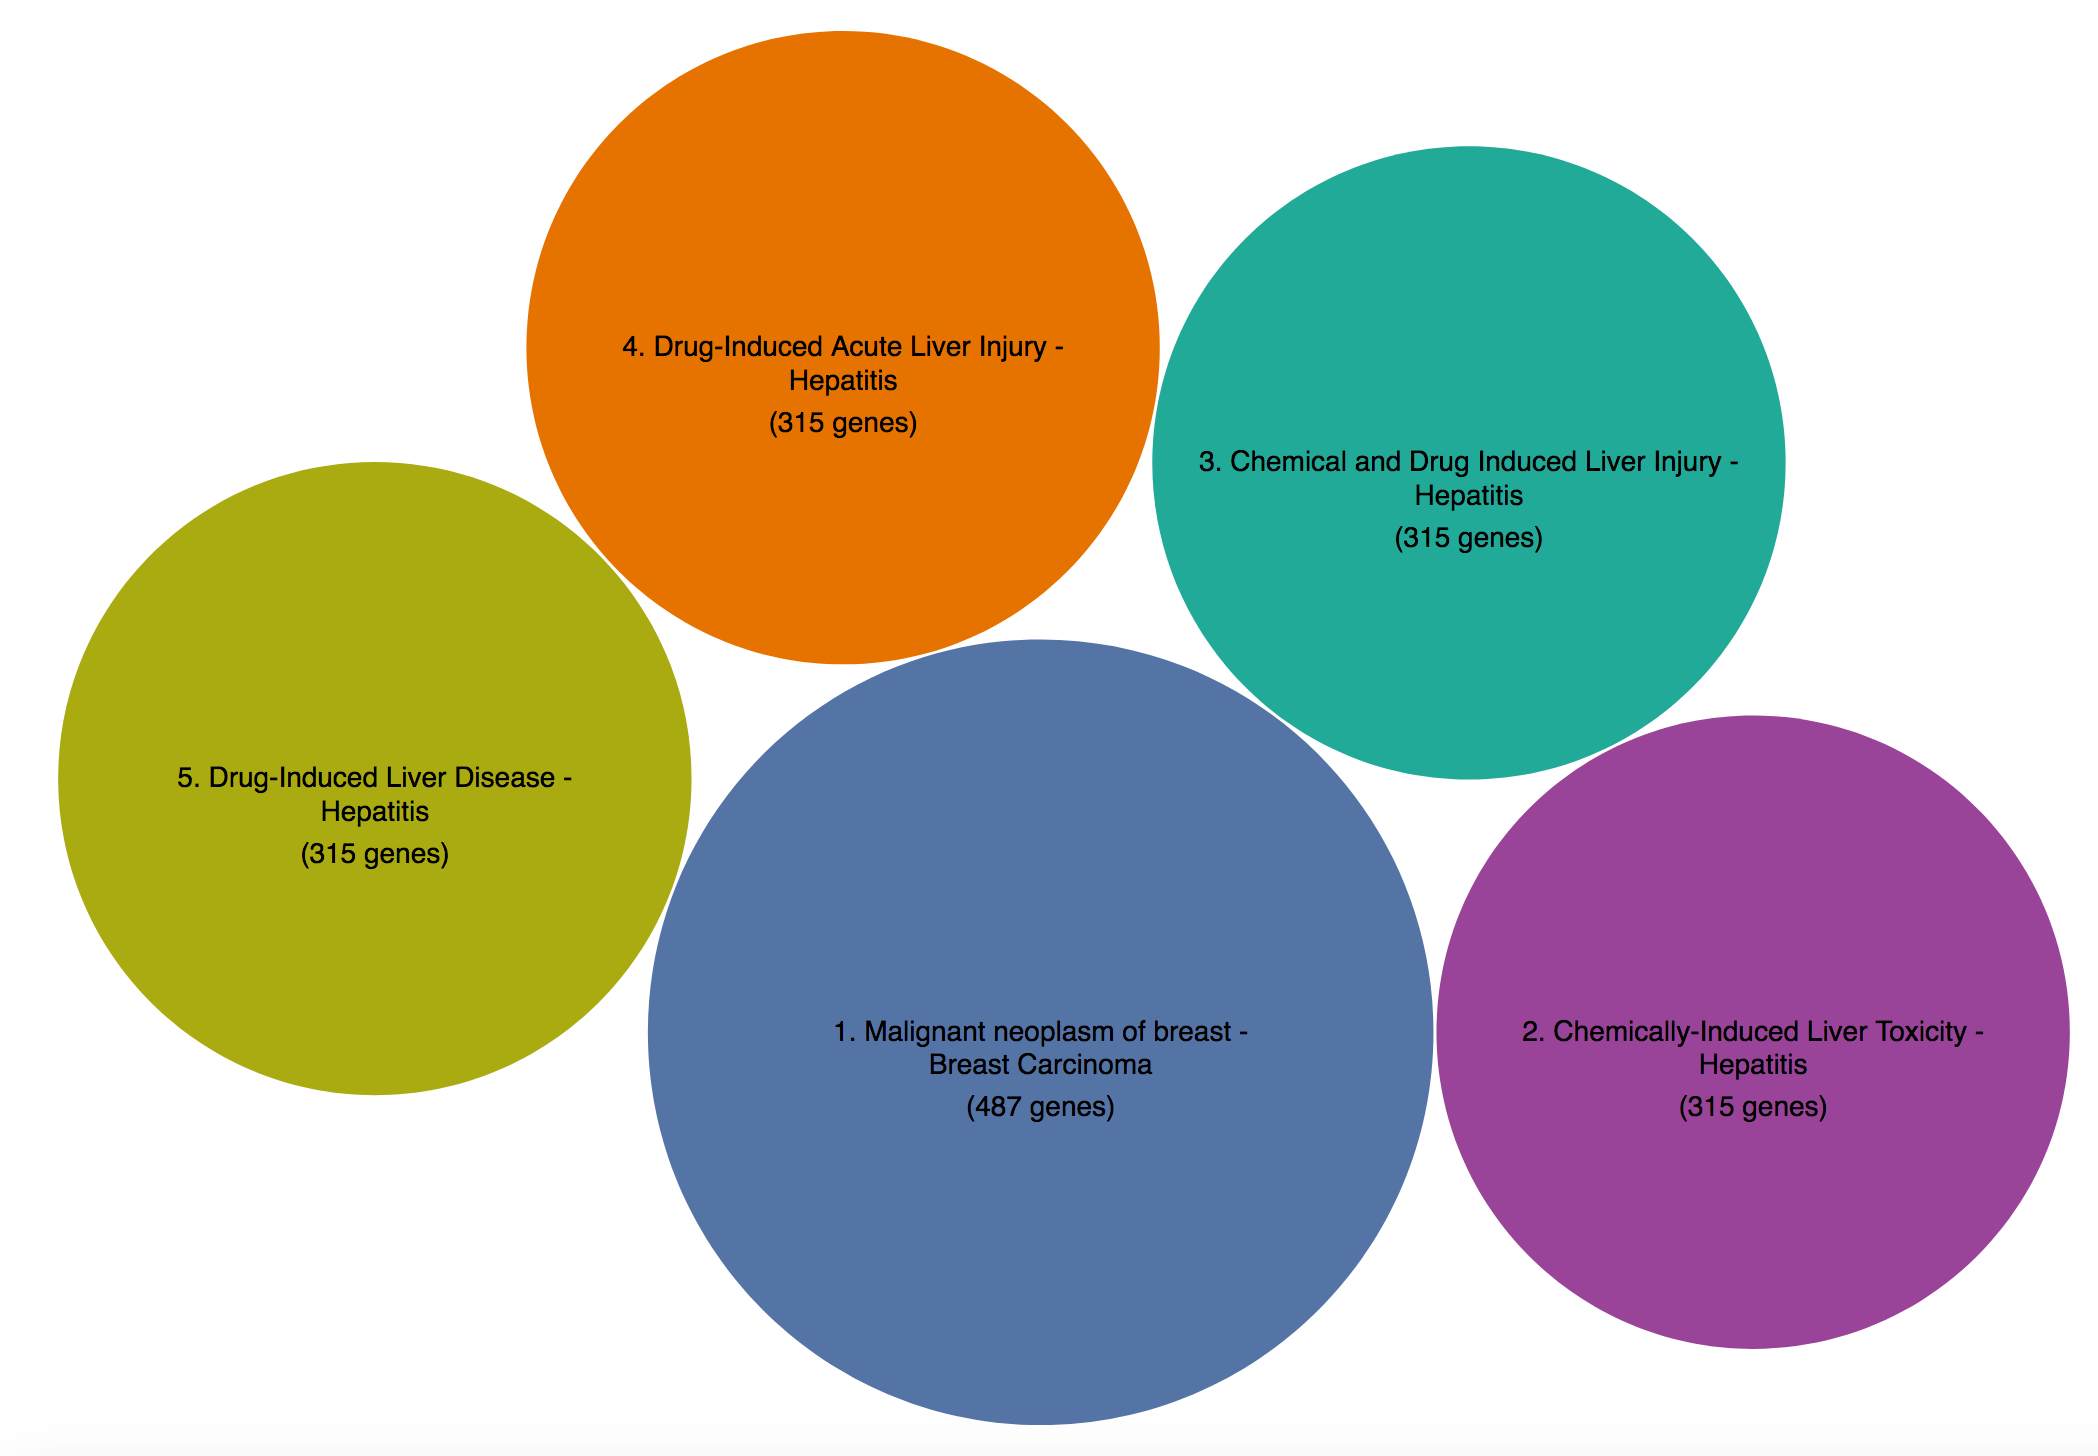 4. Drug-Induced Acute Liver Injury -
Hepatitis
(315 genes)
3. Chemical and Drug Induced Liver Injury -
Hepatitis
(315 genes)
5. Drug-Induced Liver Disease -
Hepatitis
(315 genes)
1. Malignant neoplasm of breast -
Breast Carcinoma
(487 genes)
2. Chemically-Induced Liver Toxicity -
Hepatitis
(315 genes)